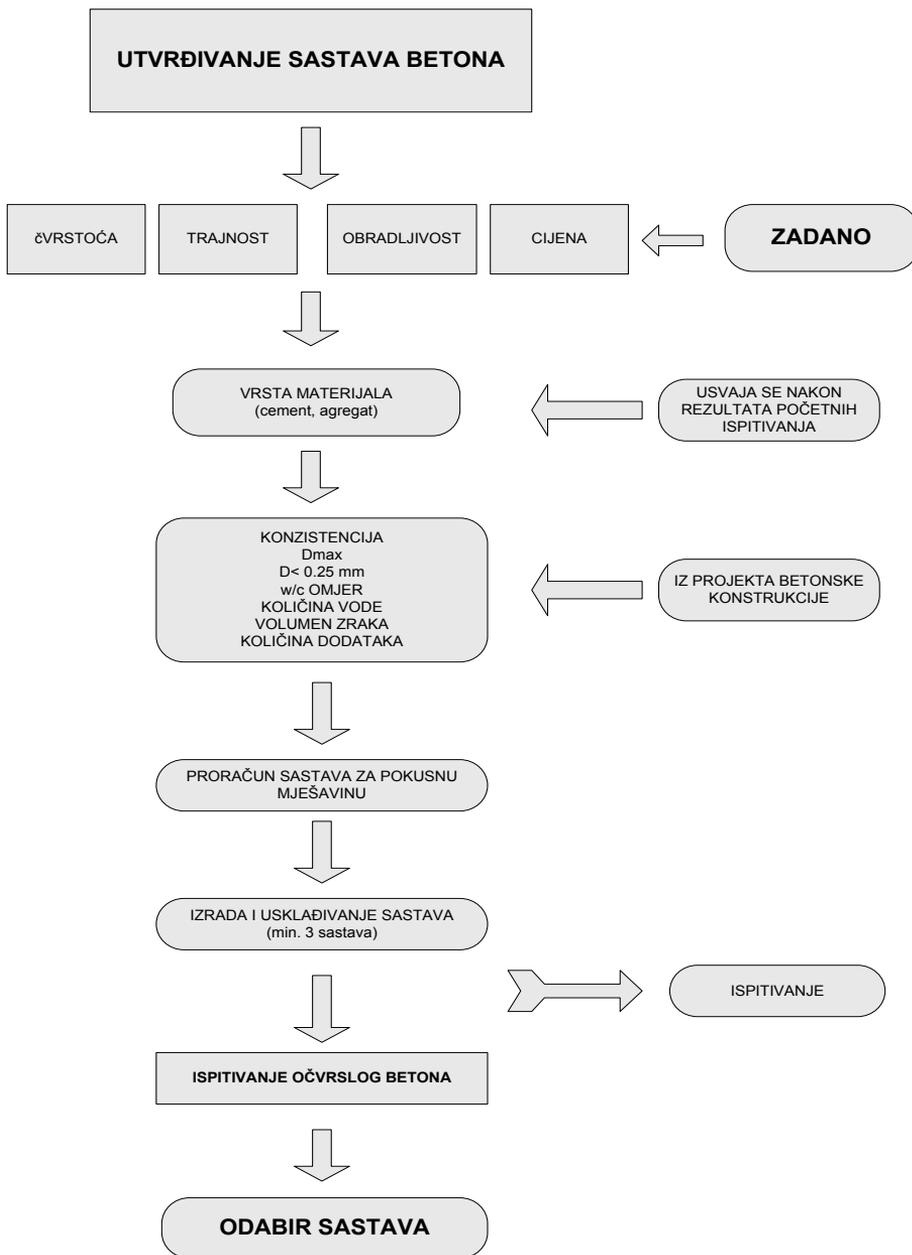 UTVRĐIVANJE SASTAVA BETONA
čVRSTOĆA
TRAJNOST
OBRADLJIVOST
CIJENA
ZADANO
VRSTA MATERIJALA
(cement, agregat)
USVAJA SE NAKON
REZULTATA POČETNIH
ISPITIVANJA
KONZISTENCIJA
Dmax
D< 0.25 mm
w/c OMJER
KOLIČINA VODE
VOLUMEN ZRAKA
KOLIČINA DODATAKA
IZ PROJEKTA BETONSKE
KONSTRUKCIJE
PRORAČUN SASTAVA ZA POKUSNU
MJEŠAVINU
IZRADA I USKLAĐIVANJE SASTAVA
(min. 3 sastava)
ISPITIVANJE
ISPITIVANJE OČVRSLOG BETONA
ODABIR SASTAVA